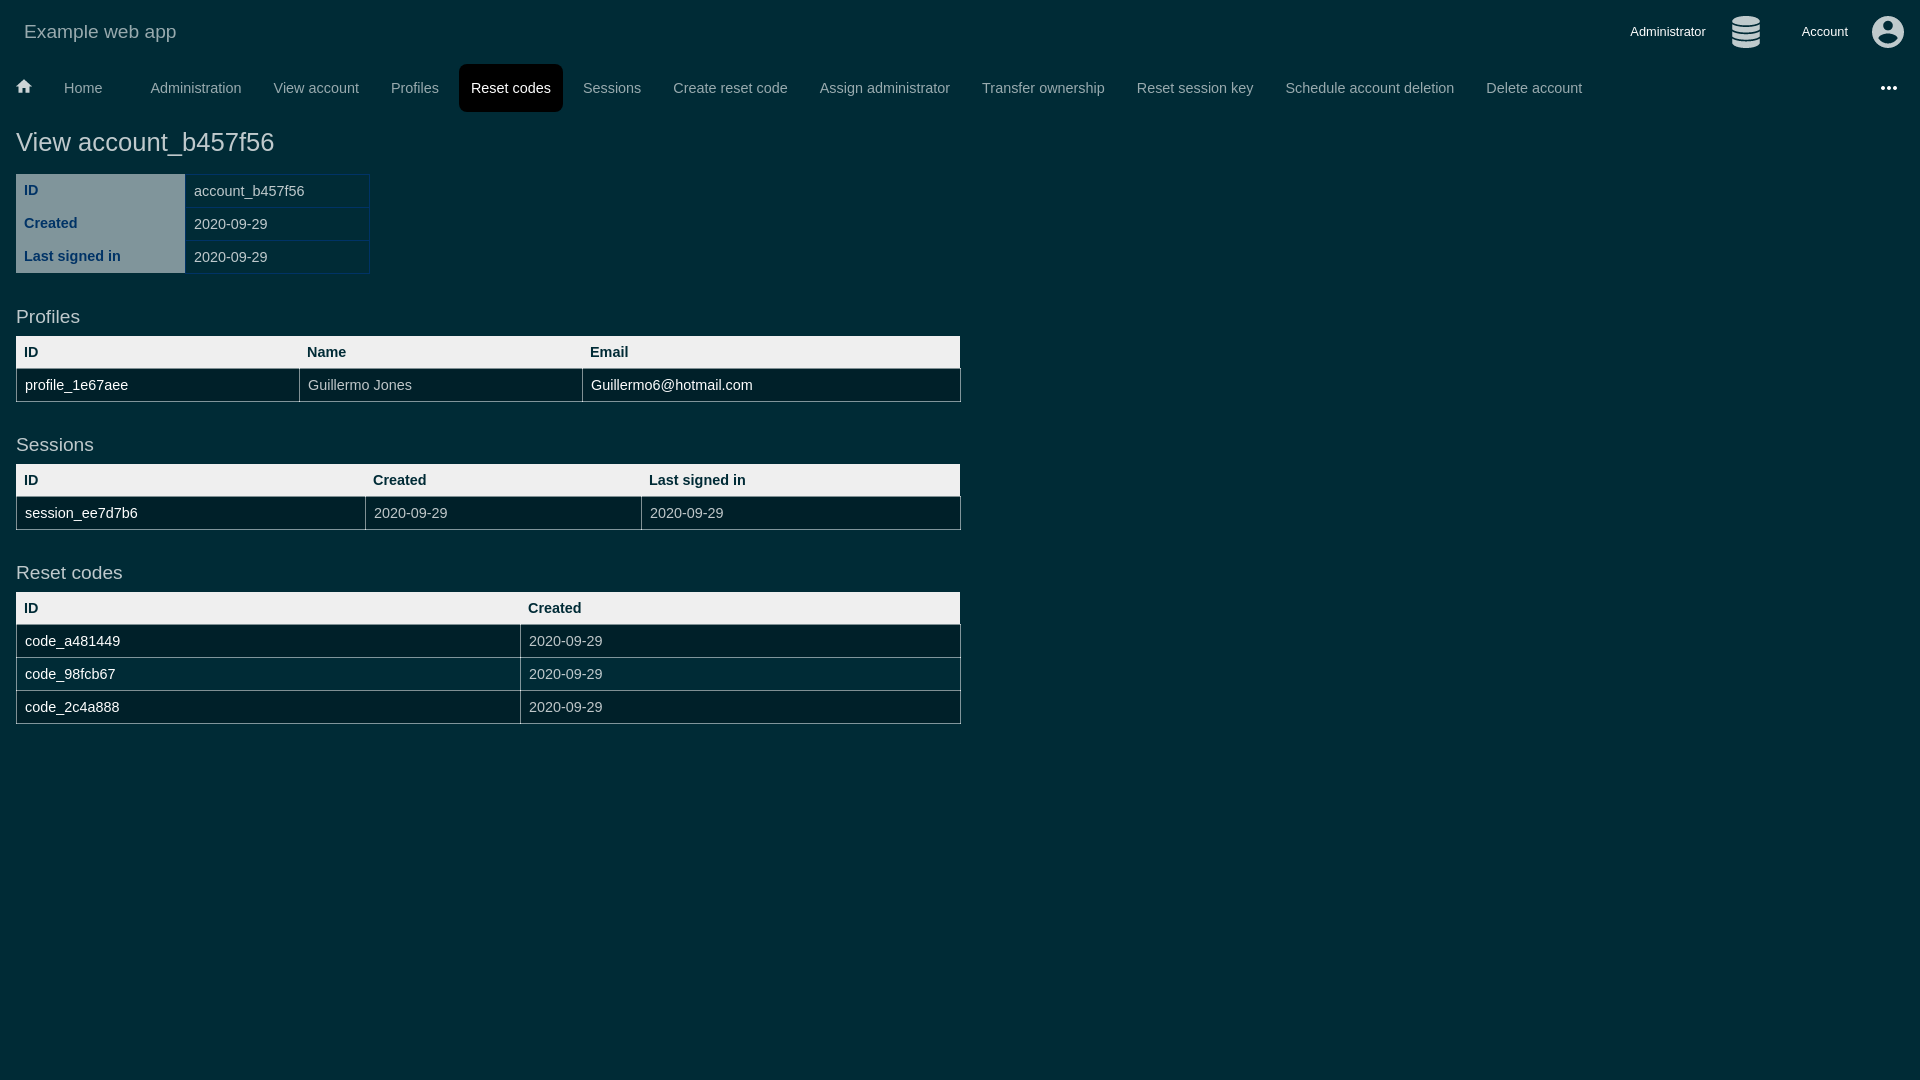 Example web app
Administrator
Account
Home
Administration
View account
Profiles
Reset codes
Sessions
Create reset code
Assign administrator
Transfer ownership
Reset session key
Schedule account deletion
Delete account
View account_b457f56
ID account_b457f56
Created 2020-09-29
Last signed in 2020-09-29
Profiles
ID Name Email
profile_1e67aee Guillermo Jones Guillermo6@hotmail.com
Sessions
ID Created Last signed in
session_ee7d7b6 2020-09-29 2020-09-29
Reset codes
ID Created
code_a481449 2020-09-29
code_98fcb67 2020-09-29
code_2c4a888 2020-09-29